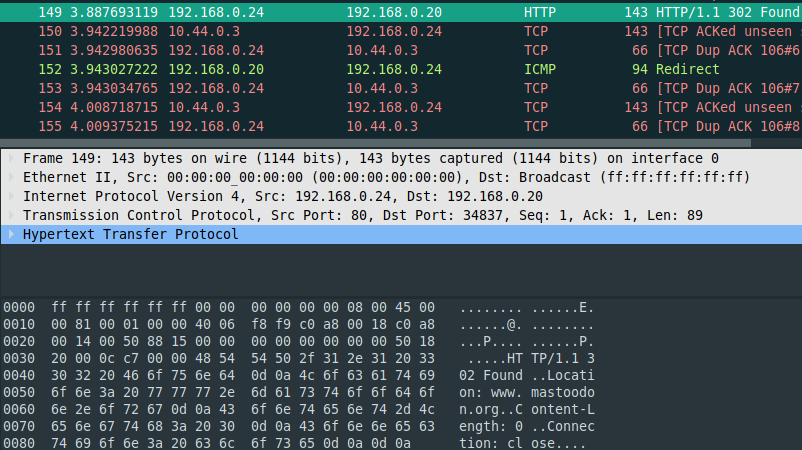 149 3.887693119 192.168.0.24 192.168.0.20 HTTP 143 HTTP/1.1 302 Found
150 3.942219988 10.44.0.3 192.168.0.24 TCP 143 [TCP ACKed unseen
151 3.942980635 192.168.0.24 10.44.0.3 TCP 66 [TCP Dup ACK 106#6
152 3.943027222 192.168.0.20 192.168.0.24 ICMP 94 Redirect
153 3.943034765 192.168.0.24 10.44.0.3 TCP 66 [TCP Dup ACK 106#7
154 4.008718715 10.44.0.3 192.168.0.24 TCP 143 [TCP ACKed unseen
155 4.009375215 192.168.0.24 10.44.0.3 TCP 66 [TCP Dup ACK 106#8
Frame 149: 143 bytes on wire (1144 bits), 143 bytes captured (1144 bits) on interface 0
Ethernet II, Src: 00:00:00_00:00:00 (00:00:00:00:00:00), Dst: Broadcast (ff:ff:ff:ff:ff:ff)
Internet Protocol Version 4, Src: 192.168.0.24, Dst: 192.168.0.20
Transmission Control Protocol, Src Port: 80, Dst Port: 34837, Seq: 1, Ack: 1, Len: 89
Hypertext Transfer Protocol
0000 ff ff ff ff ff ff 00 00 00 00 00 00 08 00 45 00 ........ ......E.
0010 00 81 00 01 00 00 40 06 f8 f9 c0 a8 00 18 c0 a8 ......@. ........
0020 00 14 00 50 88 15 00 00 00 00 00 00 00 00 50 18 ...P.... ......P.
0030 20 00 0c c7 00 00 48 54 54 50 2f 31 2e 31 20 33 .....HT TP/1.1 3
0040 30 32 20 46 6f 75 6e 64 0d 0a 4c 6f 63 61 74 69 02 Found ..Locati
0050 6f 6e 3a 20 77 77 77 2e 6d 61 73 74 6f 6f 64 6f on: www. mastoodo
0060 6e 2e 6f 72 67 0d 0a 43 6f 6e 74 65 6e 74 2d 4c n.org..C ontent-L
0070 65 6e 67 74 68 3a 20 30 0d 0a 43 6f 6e 6e 65 63 ength: 0 ..Connec
0080 74 69 6f 6e 3a 20 63 6c 6f 73 65 0d 0a 0d 0a tion: cl ose....